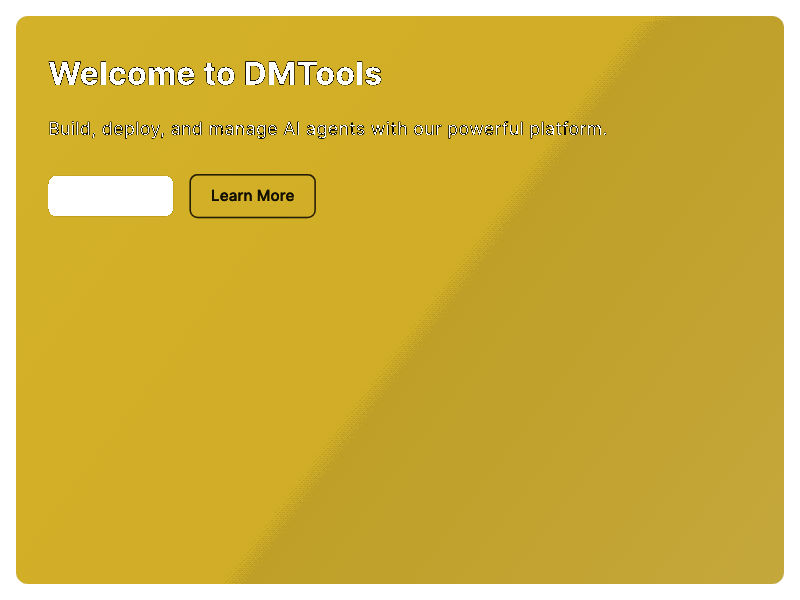 Welcome to DMTools
Build, deploy, and manage AI agents with our powerful platform.
Learn More